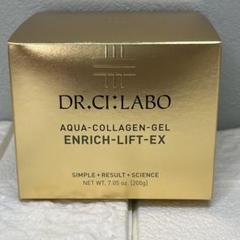 DR.CI:LABO
AQUA-COLLAGEN-GEL
ENRICH-LIFT-EX
SIMPLE+RESULT+SCIENCE
NET WT. 7.05 oz. (200g)